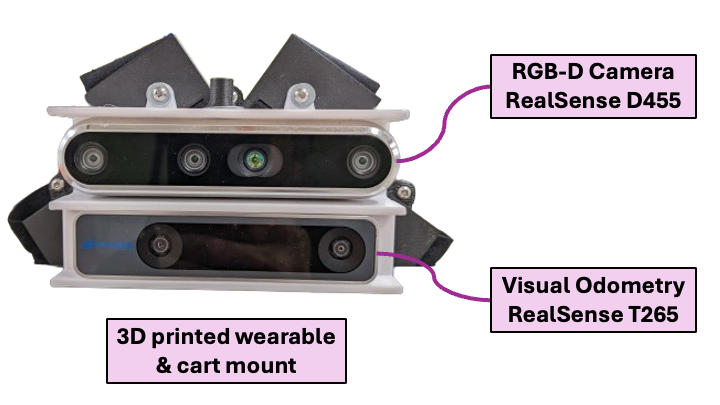 RGB-D Camera
RealSense D455
Visual Odometry
RealSense T265
3D printed wearable
& cart mount